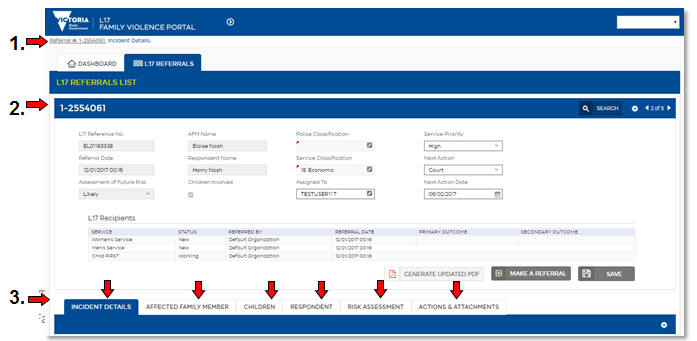 VICTORIA
State
Government
L17
FAMILY VIOLENCE PORTAL
1. Referral #: 1-2554061 Incident Details:
DASHBOARD L17 REFERRALS
L17 REFERRALS LIST
2. 1-2554061 SEARCH 2 of 5
L17 Reference No. AFM Name Police Classification Service Priority
EL0193338 Eloise Nosh High
Referral Date Respondent Name Service Classification Next Action
12/01/2017 00:16 Harry Nosh 18. Economic Court
Assessment of Future Risk Children Involved Assigned To Next Action Date
Likely TESTUSER11 T 06/02/2017
L17 Recipients
SERVICE STATUS REFERRED BY REFERRAL DATE PRIMARY OUTCOME SECONDARY OUTCOME
Women's Service New Default Organization 12/01/2017 00:16
Men's Service New Default Organization 12/01/2017 00:16
Child FIRST Working Default Organization 12/01/2017 00:16
GENERATE UPDATED PDF MAKE A REFERRAL SAVE
3.
INCIDENT DETAILS AFFECTED FAMILY MEMBER CHILDREN RESPONDENT RISK ASSESSMENT ACTIONS & ATTACHMENTS